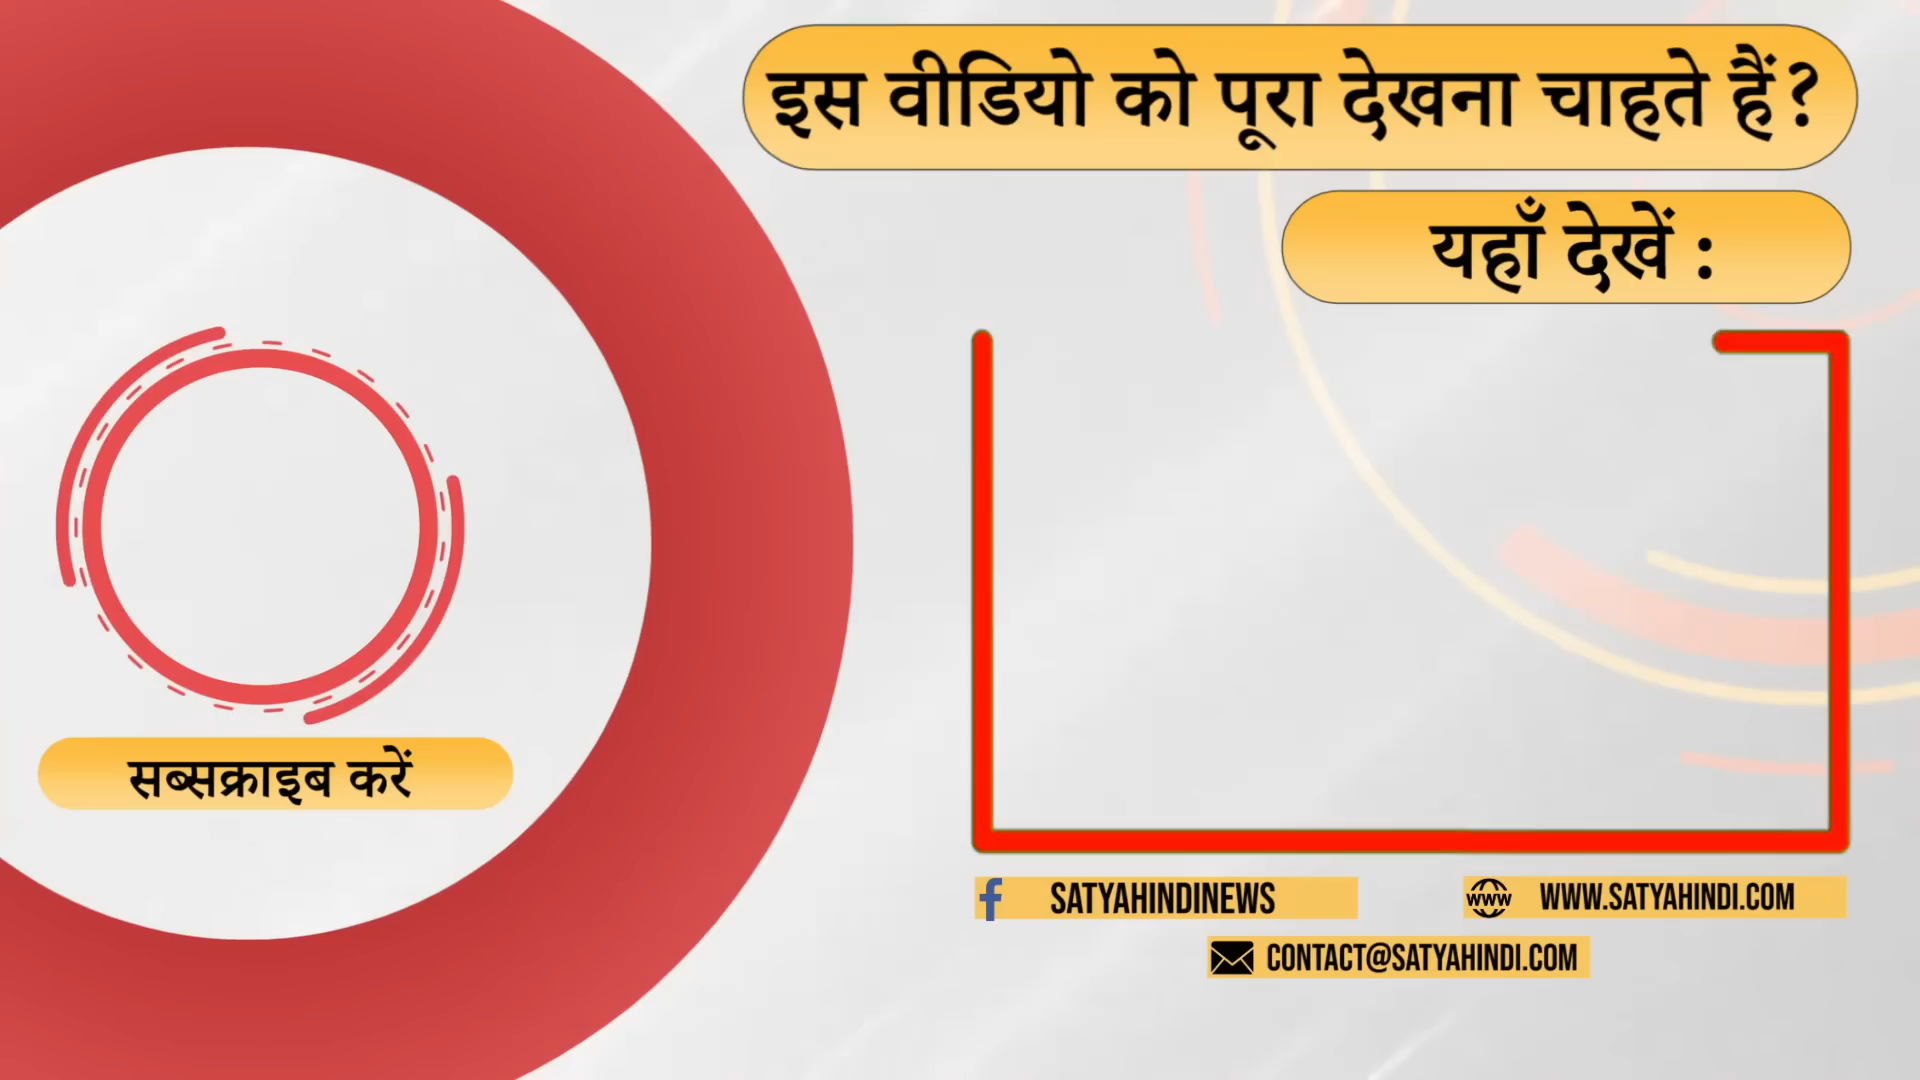 इस वीडियो को पूरा देखना चाहते हैं?
यहाँ देखें :
सब्सक्राइब करें
f SATYAHINDINEWS
WWW WWW.SATYAHINDI.COM
CONTACT@SATYAHINDI.COM